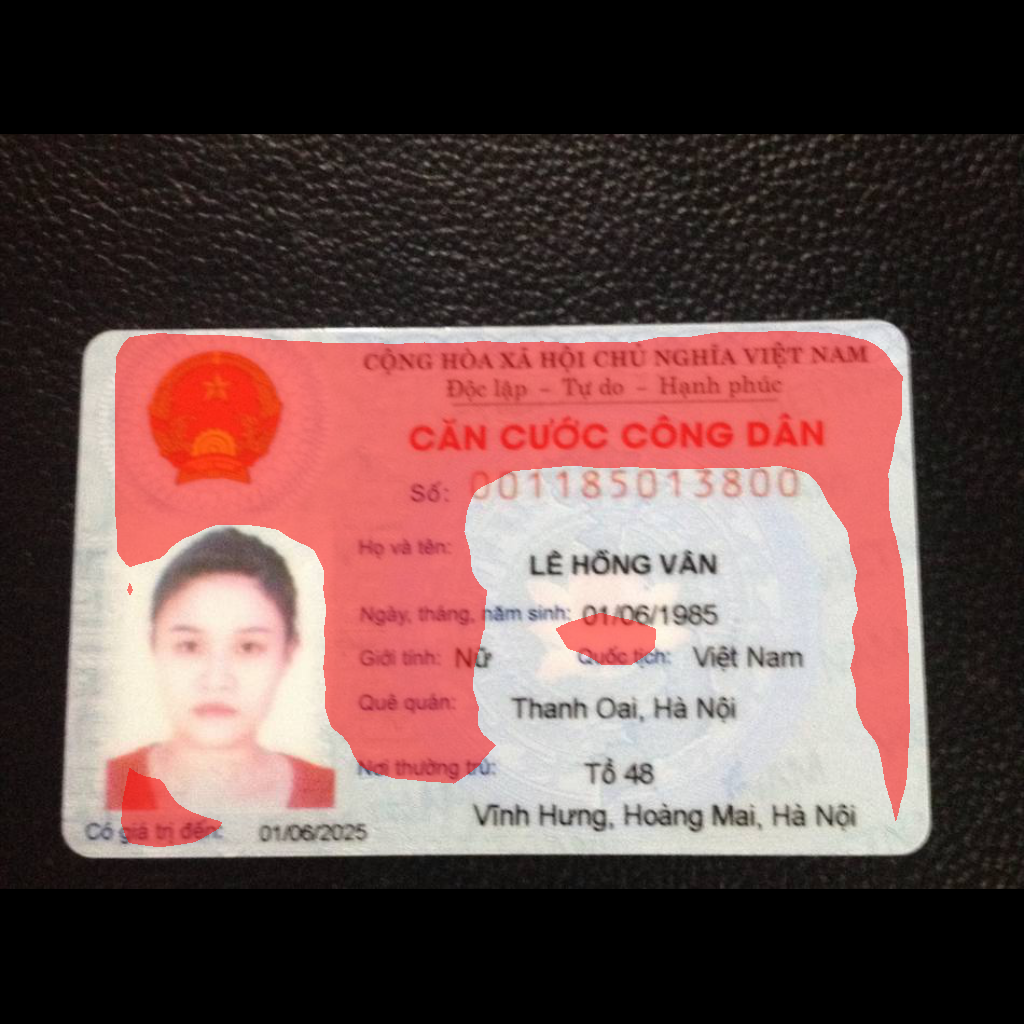 CỘNG HÒA XÃ HỘI CHỦ NGHĨA VIỆT NAM
Độc lập - Tự do - Hạnh phúc
CĂN CƯỚC CÔNG DÂN
Số: 001185013800
Họ và tên: LÊ HỒNG VÂN
Ngày, tháng, năm sinh: 01/06/1985
Giới tính: Nữ Quốc tịch: Việt Nam
Quê quán: Thanh Oai, Hà Nội
Nơi thường trú: Tổ 48
Vĩnh Hưng, Hoàng Mai, Hà Nội
Có giá trị đến: 01/06/2025